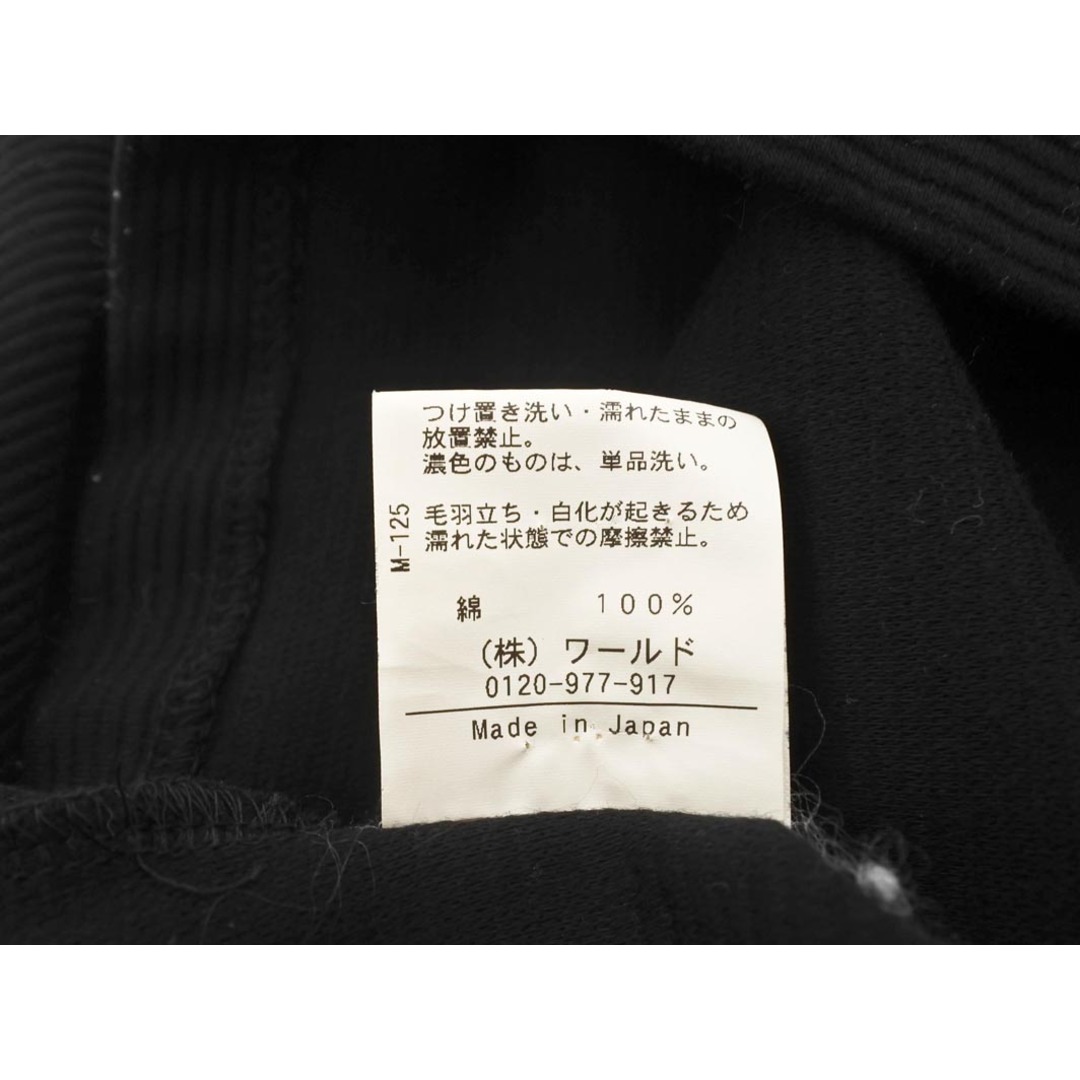 つけ置き洗い・濡れたままの
放置禁止。
濃色のものは、単品洗い。
毛羽立ち・白化が起きるため
濡れた状態での摩擦禁止。
M-125
綿 100%
(株) ワールド
0120-977-917
Made in Japan